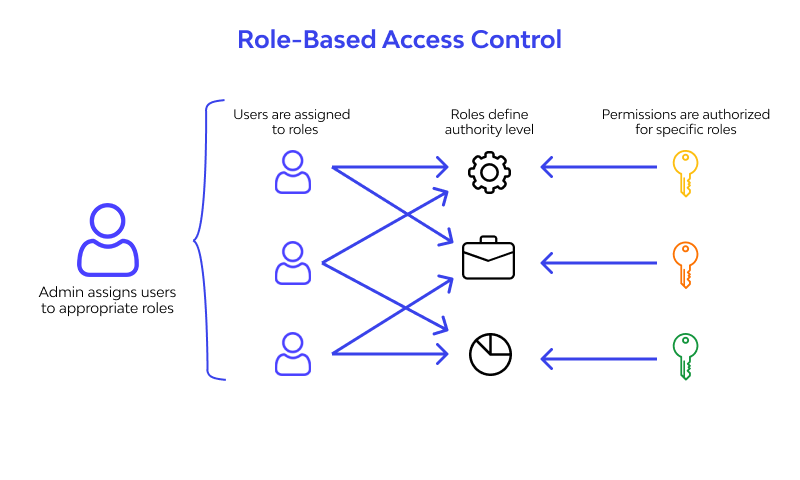 Role-Based Access Control
Users are assigned
to roles
Roles define
authority level
Permissions are authorized
for specific roles
Admin assigns users
to appropriate roles